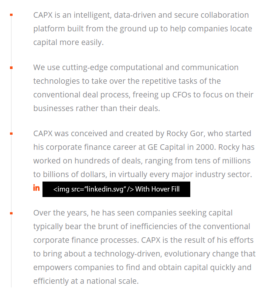 CAPX is an intelligent, data-driven and secure collaboration
platform built from the ground up to help companies locate
capital more easily.
We use cutting-edge computational and communication
technologies to take over the repetitive tasks of the
conventional deal process, freeing up CFOs to focus on their
businesses rather than their deals.
CAPX was conceived and created by Rocky Gor, who started
his corporate finance career at GE Capital in 2000. Rocky has
worked on hundreds of deals, ranging from tens of millions
to billions of dollars, in virtually every major industry sector.
in <img src="linkedin.svg"/> With Hover Fill
Over the years, he has seen companies seeking capital
typically bear the brunt of inefficiencies of the conventional
corporate finance processes. CAPX is the result of his efforts
to bring about a technology-driven, evolutionary change that
empowers companies to find and obtain capital quickly and
efficiently at a national scale.